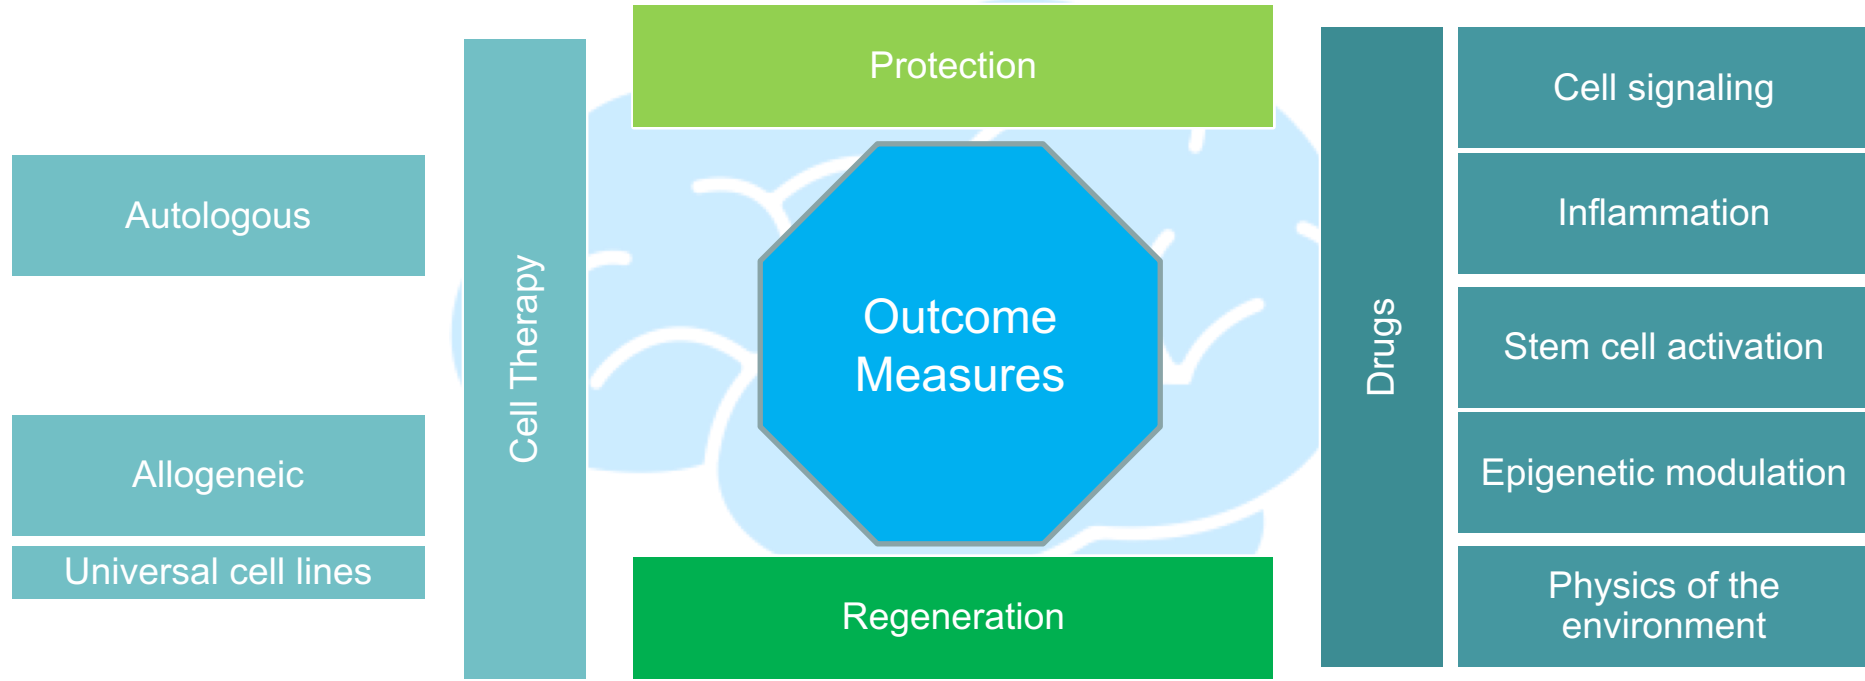 Autologous
Allogeneic
Universal cell lines
Cell Therapy
Protection
Outcome
Measures
Regeneration
Drugs
Cell signaling
Inflammation
Stem cell activation
Epigenetic modulation
Physics of the
environment